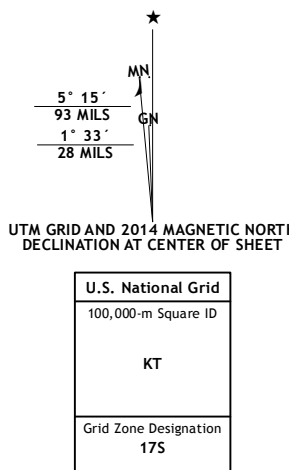 MN
GN
5° 15´
93 MILS
1° 33´
28 MILS
UTM GRID AND 2014 MAGNETIC NORTH
DECLINATION AT CENTER OF SHEET
U.S. National Grid
100,000-m Square ID
KT
Grid Zone Designation
17S